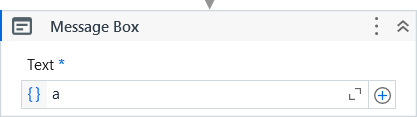 Message Box
Text *
{} a